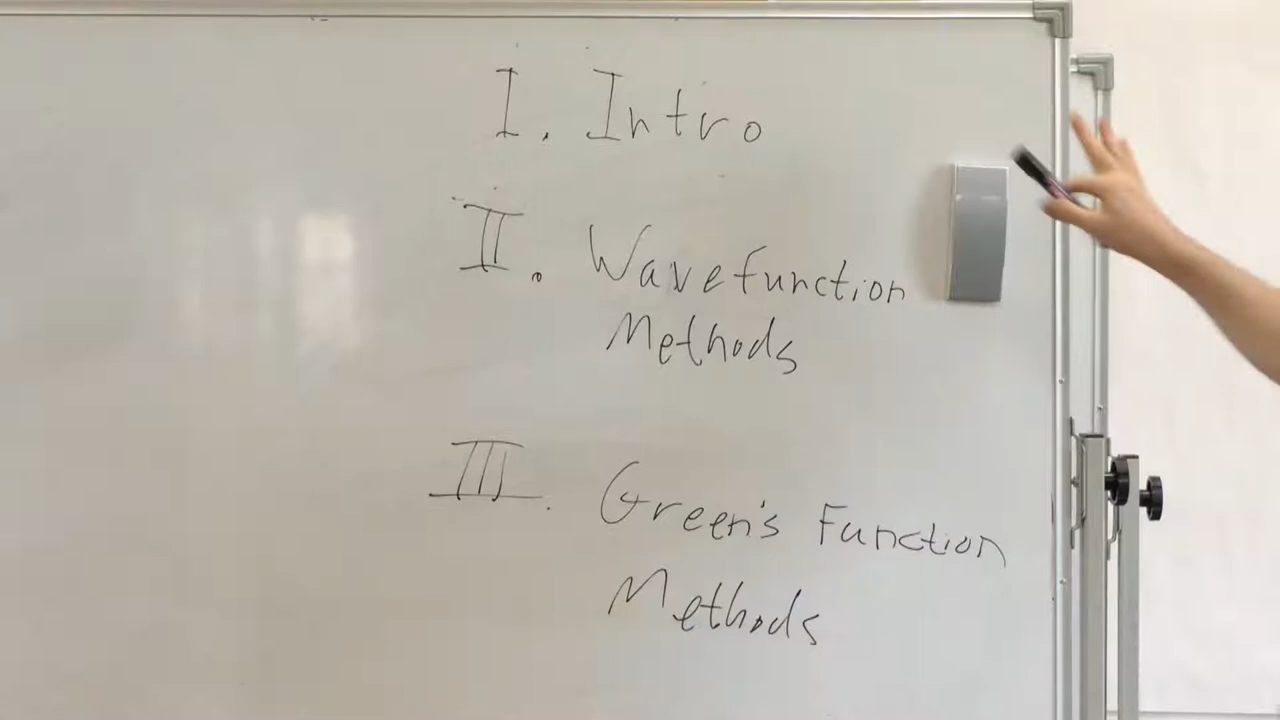 I. Intro
II. Wavefunction
Methods
III. Green's Function
Methods